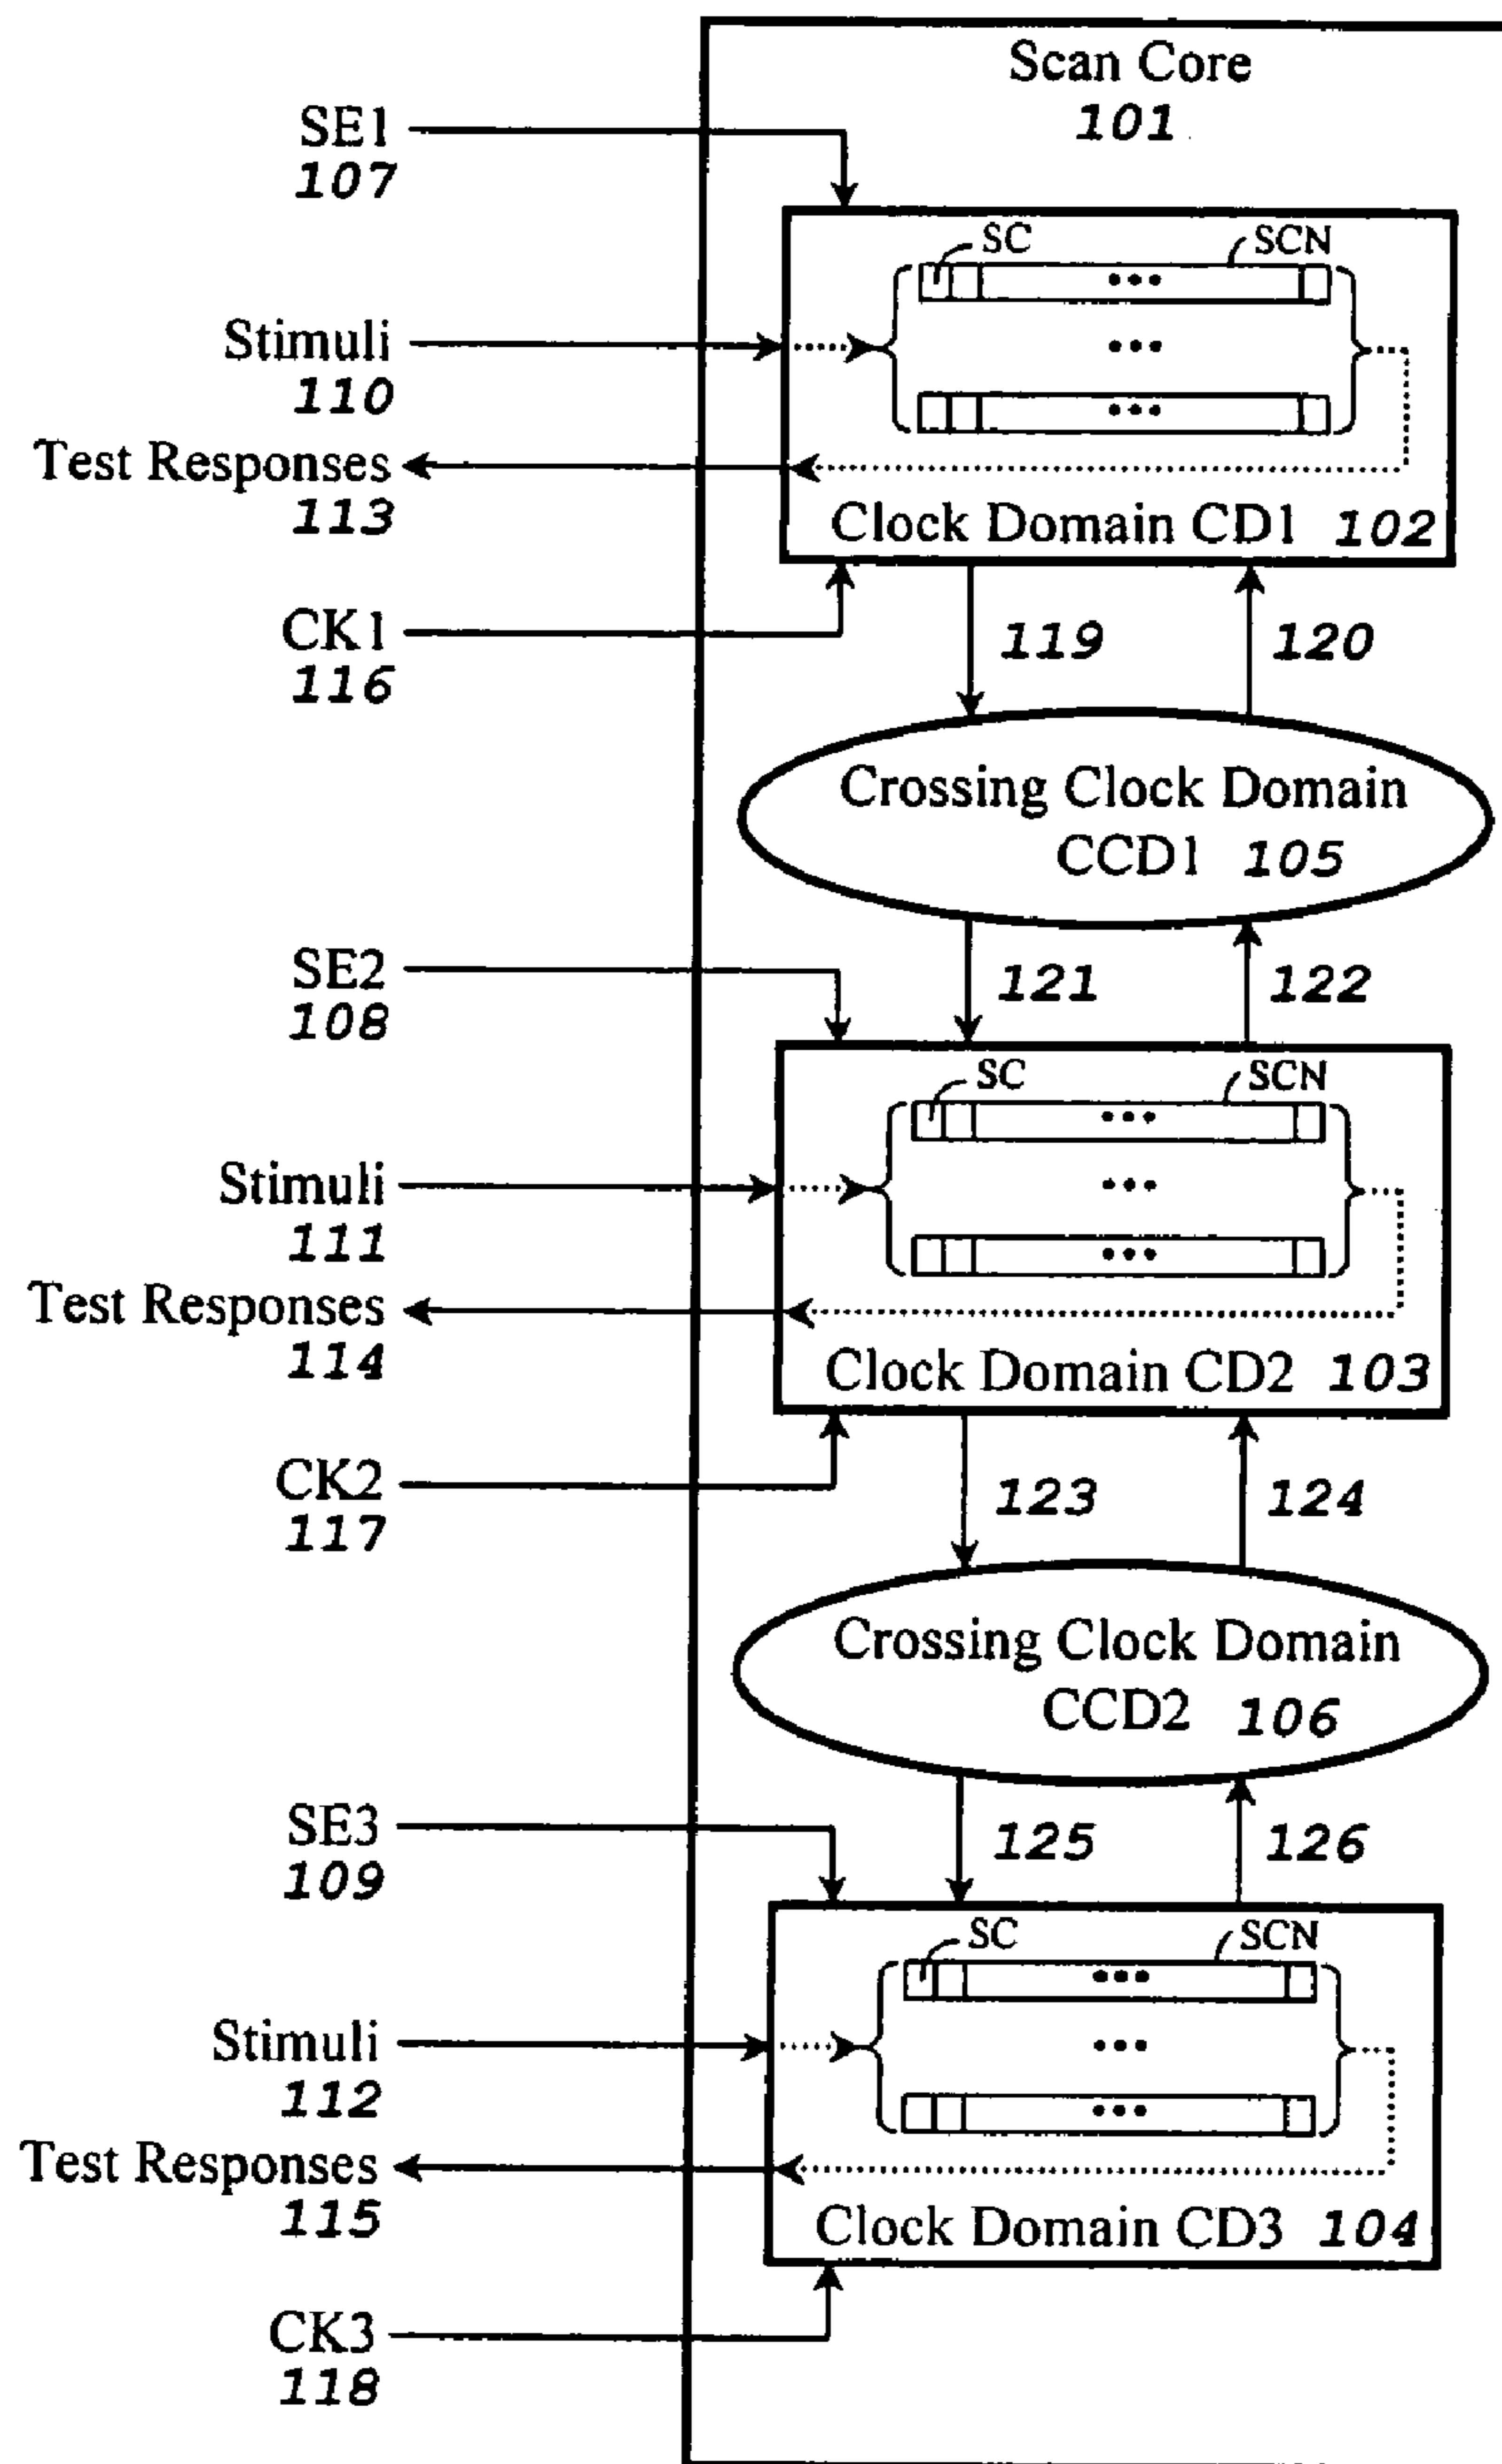 Scan Core
101
SE1
107
SC
SCN
Stimuli
110
Test Responses
113
Clock Domain CD1 102
CK1
116
119
120
Crossing Clock Domain
CCD1 105
SE2
108
121
122
SC
SCN
Stimuli
111
Test Responses
114
Clock Domain CD2 103
CK2
117
123
124
Crossing Clock Domain
CCD2 106
SE3
109
125
126
SC
SCN
Stimuli
112
Test Responses
115
Clock Domain CD3 104
CK3
118